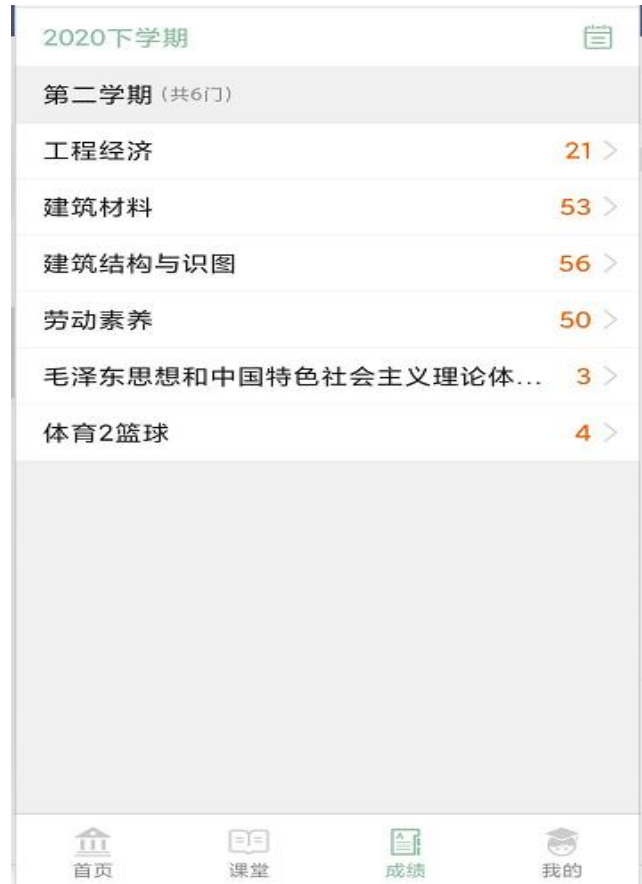 2020下学期
第二学期 (共6门)
工程经济 21
建筑材料 53
建筑结构与识图 56
劳动素养 50
毛泽东思想和中国特色社会主义理论体... 3
体育2篮球 4
首页 课堂 成绩 我的